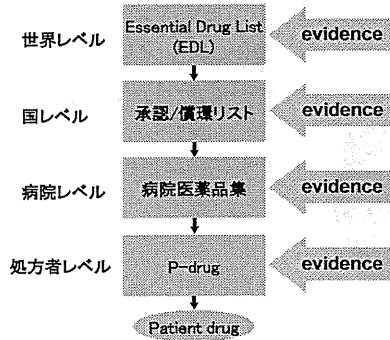 世界レベル
Essential Drug List
(EDL)
evidence
国レベル
承認/償環リスト
evidence
病院レベル
病院医薬品集
evidence
処方者レベル
P-drug
evidence
Patient drug